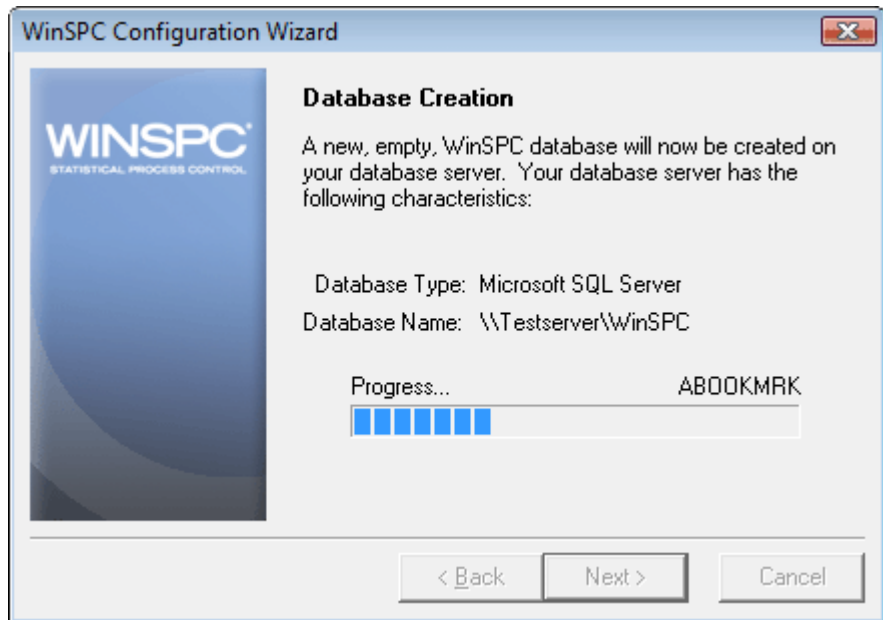 WinSPC Configuration Wizard
WINSPC
STATISTICAL PROCESS CONTROL
Database Creation
A new, empty, WinSPC database will now be created on
your database server. Your database server has the
following characteristics:
Database Type: Microsoft SQL Server
Database Name: \\Testserver\WinSPC
Progress... ABOOKMRK
< Back Next > Cancel